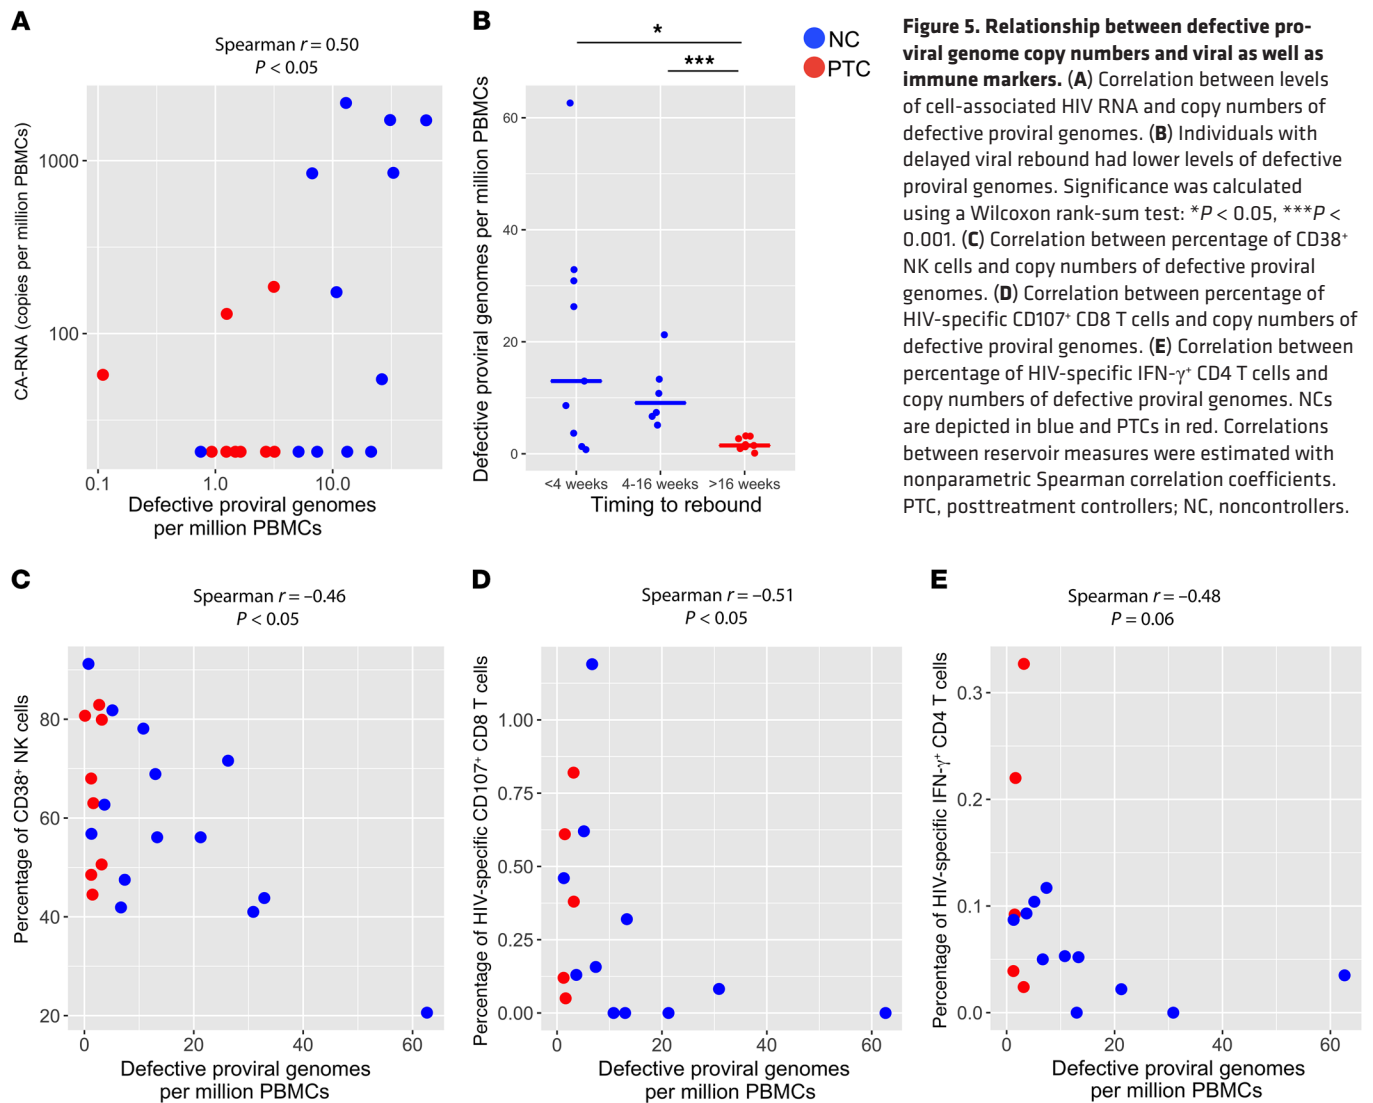 A
Spearman r = 0.50
P < 0.05
CA-RNA (copies per million PBMCs)
1000
100
0.1
1.0
10.0
Defective proviral genomes
per million PBMCs
B
*
***
NC
PTC
Defective proviral genomes per million PBMCs
60
40
20
0
<4 weeks
4-16 weeks
>16 weeks
Timing to rebound
Figure 5. Relationship between defective pro-
viral genome copy numbers and viral as well as
immune markers. (A) Correlation between levels
of cell-associated HIV RNA and copy numbers of
defective proviral genomes. (B) Individuals with
delayed viral rebound had lower levels of defective
proviral genomes. Significance was calculated
using a Wilcoxon rank-sum test: *P < 0.05, ***P <
0.001. (C) Correlation between percentage of CD38⁺
NK cells and copy numbers of defective proviral
genomes. (D) Correlation between percentage of
HIV-specific CD107⁺ CD8 T cells and copy numbers of
defective proviral genomes. (E) Correlation between
percentage of HIV-specific IFN-γ⁺ CD4 T cells and
copy numbers of defective proviral genomes. NCs
are depicted in blue and PTCs in red. Correlations
between reservoir measures were estimated with
nonparametric Spearman correlation coefficients.
PTC, posttreatment controllers; NC, noncontrollers.
C
Spearman r = –0.46
P < 0.05
Percentage of CD38⁺ NK cells
80
60
40
20
0
20
40
60
Defective proviral genomes
per million PBMCs
D
Spearman r = –0.51
P < 0.05
Percentage of HIV-specific CD107⁺ CD8 T cells
1.00
0.75
0.50
0.25
0.00
0
20
40
60
Defective proviral genomes
per million PBMCs
E
Spearman r = –0.48
P = 0.06
Percentage of HIV-specific IFN-γ⁺ CD4 T cells
0.3
0.2
0.1
0.0
0
20
40
60
Defective proviral genomes
per million PBMCs